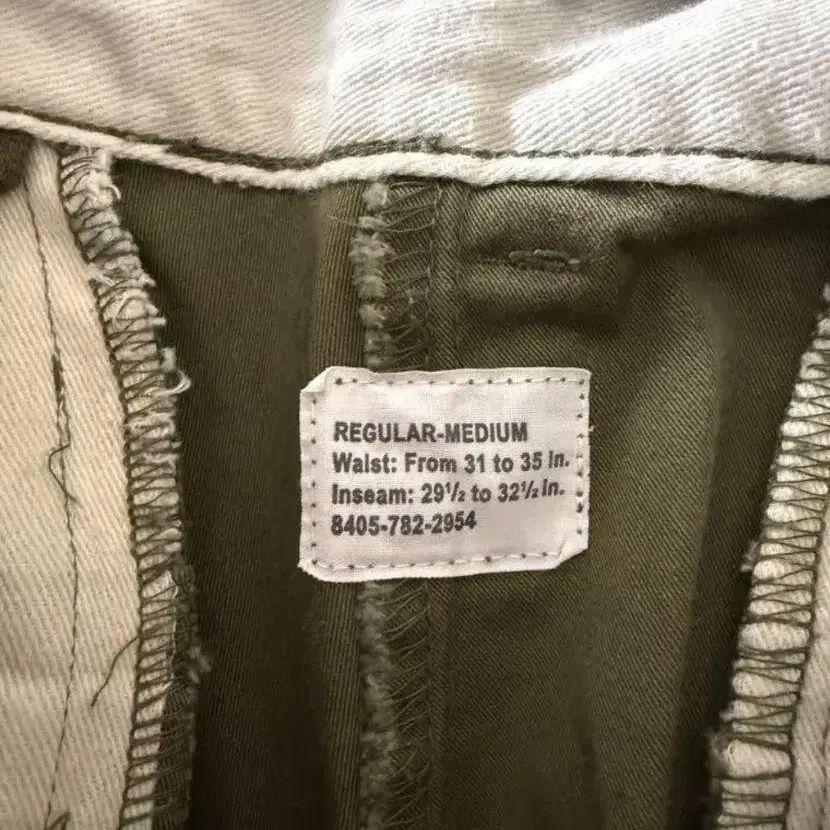 REGULAR-MEDIUM
Waist: From 31 to 35 In.
Inseam: 29½ to 32½ In.
8405-782-2954